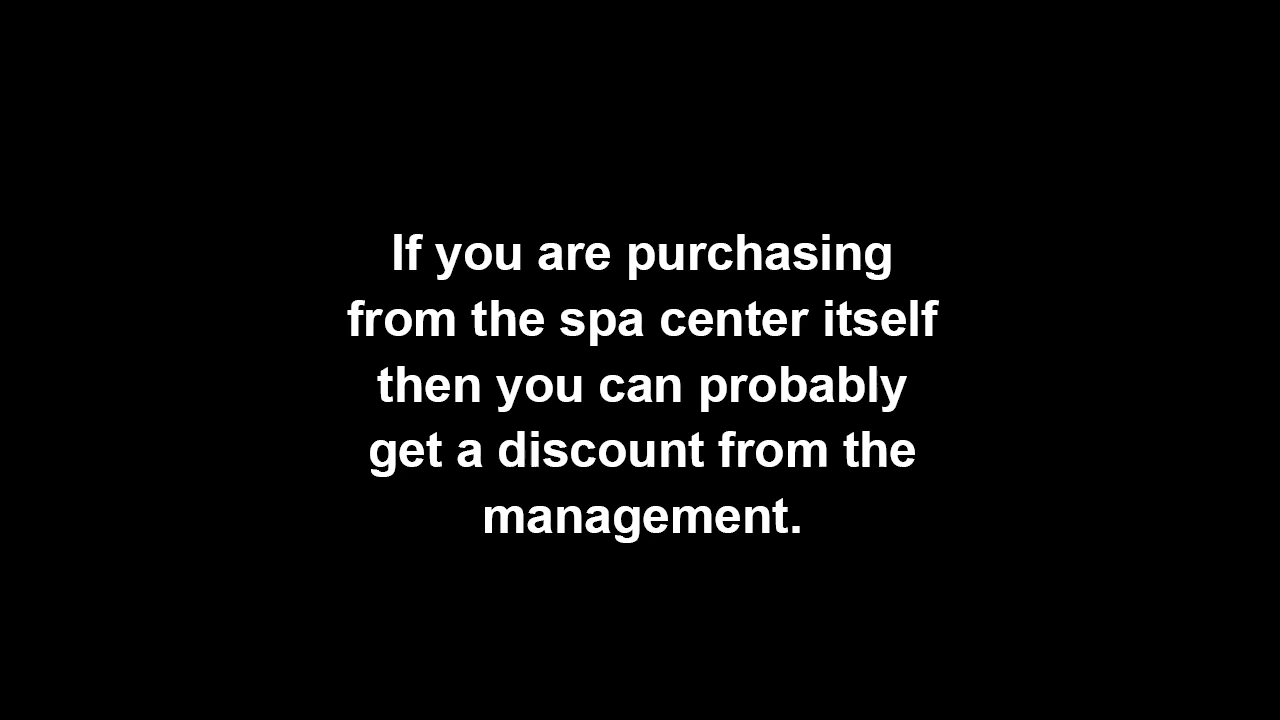 If you are purchasing
from the spa center itself
then you can probably
get a discount from the
management.